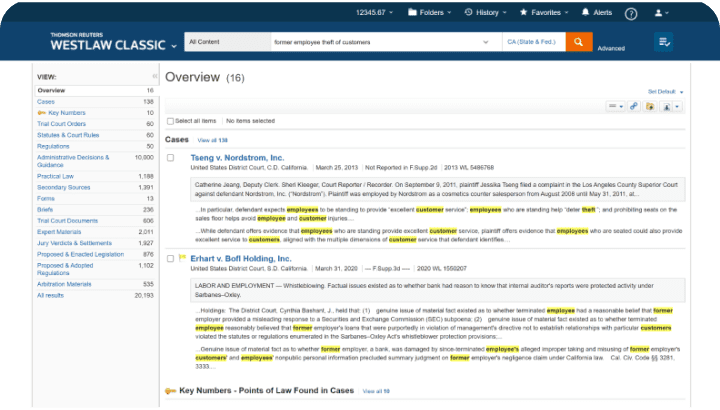 12345.67 Folders History Favorites Alerts ?
THOMSON REUTERS
WESTLAW CLASSIC
All Content former employee theft of customers CA (State & Fed.) Advanced
VIEW:
Overview 16
Cases 138
Key Numbers 10
Trial Court Orders 60
Statutes & Court Rules 60
Regulations 50
Administrative Decisions & 10,000
Guidance
Practical Law 1,188
Secondary Sources 1,391
Forms 13
Briefs 236
Trial Court Documents 606
Expert Materials 2,011
Jury Verdicts & Settlements 1,927
Proposed & Enacted Legislation 876
Proposed & Adopted 1,102
Regulations
Arbitration Materials 535
All results 20,193
Overview (16)
Set Default
Select all items No items selected
Cases View all 138
Tseng v. Nordstrom, Inc.
United States District Court, C.D. California. March 25, 2013 Not Reported in F.Supp.2d 2013 WL 5486768
Catherine Jeang, Deputy Clerk. Sheri Kleeger, Court Reporter / Recorder. On September 9, 2011, plaintiff Jessika Tseng filed a complaint in the Los Angeles County Superior Court
against defendant Nordstrom, Inc. ("Nordstrom"). Plaintiff was employed by Nordstrom as a cosmetics counter salesperson from August 2008 until May 31, 2011, at...
...In particular, defendant expects employees to be standing to provide "excellent customer service"; employees who are standing help "deter theft"; and prohibiting seats on the
sales floor helps avoid employee and customer injuries....
...While defendant offers evidence that employees who are standing provide excellent customer service, plaintiff offers evidence that employees who are seated could also provide
excellent service to customers, aligned with the multiple dimensions of customer service that defendant identifies....
Erhart v. BofI Holding, Inc.
United States District Court, S.D. California. March 31, 2020 --- F.Supp.3d ---- 2020 WL 1550207
LABOR AND EMPLOYMENT — Whistleblowing. Factual issues existed as to whether bank had reason to know that internal auditor's reports were protected activity under
Sarbanes–Oxley.
...Holdings: The District Court, Cynthia Bashant, J., held that: (1) genuine issue of material fact existed as to whether terminated employee had a reasonable belief that former
employer provided a misleading response to a Securities and Exchange Commission (SEC) subpoena; (2) genuine issue of material fact existed as to whether terminated
employee reasonably believed that former employer's loans that were purportedly in violation of management's directive not to establish relationships with particular customers
violated the statutes or regulations enumerated in the Sarbanes–Oxley Act's whistleblower protection provisions;...
...Genuine issue of material fact as to whether former employer, a bank, was damaged by since-terminated employee's alleged improper taking and misusing of former employer's
customers' and employees' nonpublic personal information precluded summary judgment on former employer's negligence claim under California law. Cal. Civ. Code §§ 3281,
3333....
Key Numbers - Points of Law Found in Cases View all 10